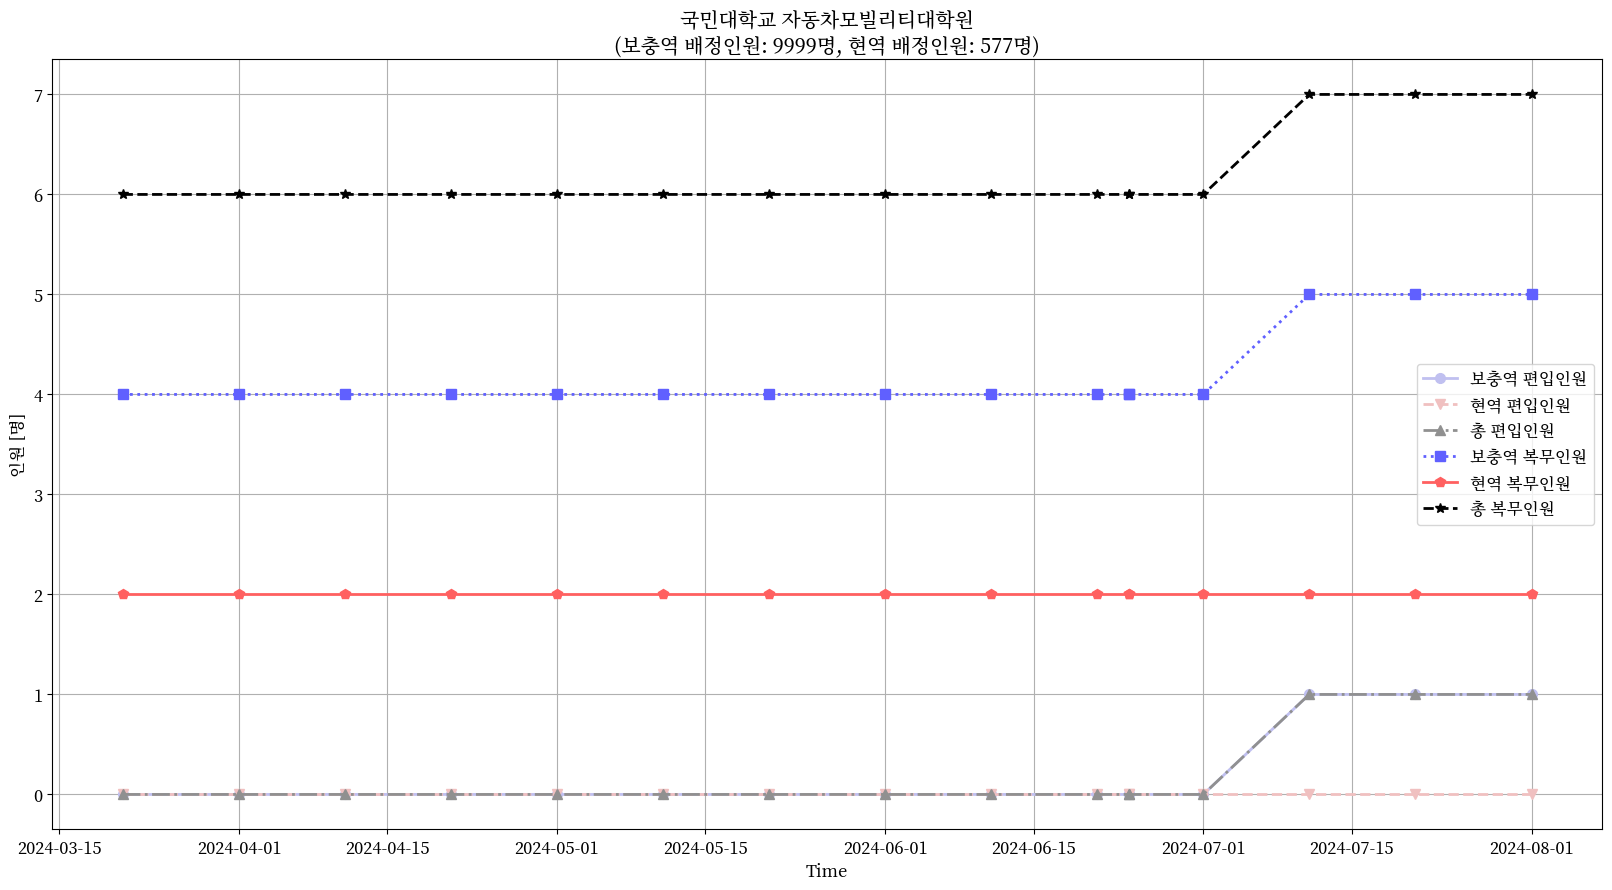 국민대학교 자동차모빌리티대학원
(보충역 배정인원: 9999명, 현역 배정인원: 577명)
인원 [명]
7
6
5
4
3
2
1
0
보충역 편입인원
현역 편입인원
총 편입인원
보충역 복무인원
현역 복무인원
총 복무인원
2024-03-15 2024-04-01 2024-04-15 2024-05-01 2024-05-15 2024-06-01 2024-06-15 2024-07-01 2024-07-15 2024-08-01
Time